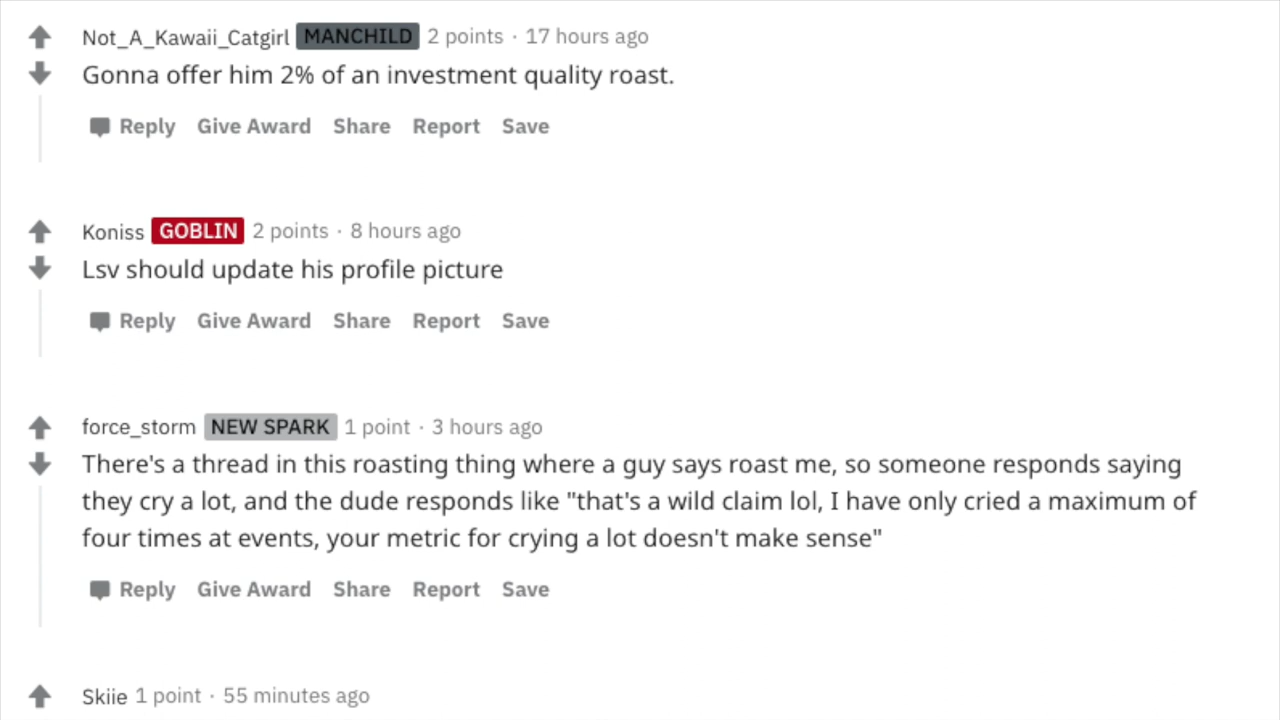 Not_A_Kawaii_Catgirl MANCHILD 2 points · 17 hours ago
Gonna offer him 2% of an investment quality roast.
Reply Give Award Share Report Save
Koniss GOBLIN 2 points · 8 hours ago
Lsv should update his profile picture
Reply Give Award Share Report Save
force_storm NEW SPARK 1 point · 3 hours ago
There's a thread in this roasting thing where a guy says roast me, so someone responds saying
they cry a lot, and the dude responds like "that's a wild claim lol, I have only cried a maximum of
four times at events, your metric for crying a lot doesn't make sense"
Reply Give Award Share Report Save
Skiie 1 point · 55 minutes ago